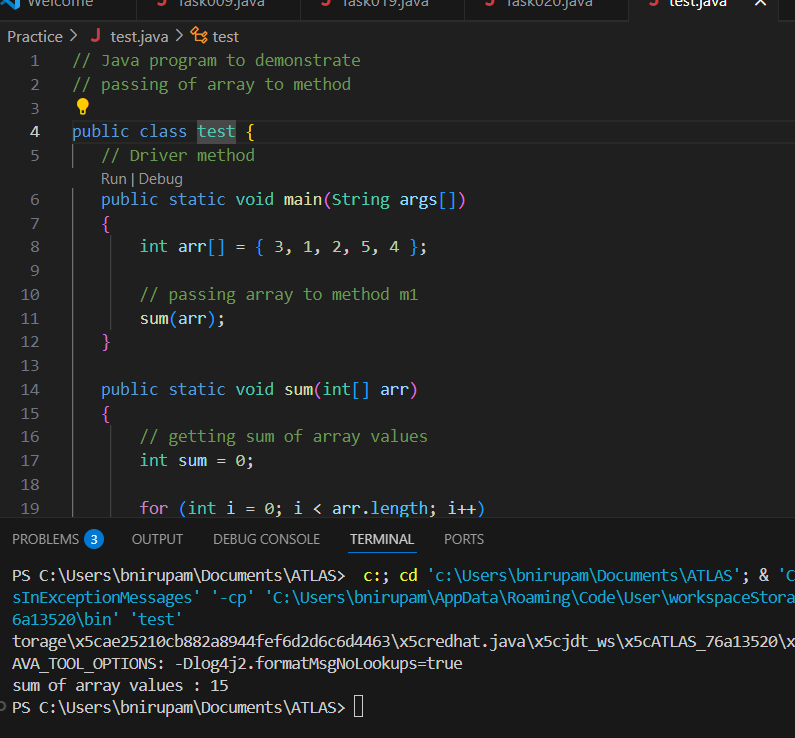 Welcome Task009.java Task019.java Task020.java test.java
Practice > J test.java > test
1 // Java program to demonstrate
2 // passing of array to method
3
4 public class test {
5 // Driver method
Run | Debug
6 public static void main(String args[])
7 {
8 int arr[] = { 3, 1, 2, 5, 4 };
9
10 // passing array to method m1
11 sum(arr);
12 }
13
14 public static void sum(int[] arr)
15 {
16 // getting sum of array values
17 int sum = 0;
18
19 for (int i = 0; i < arr.length; i++)
PROBLEMS 3 OUTPUT DEBUG CONSOLE TERMINAL PORTS
PS C:\Users\bnirupam\Documents\ATLAS> c:; cd 'c:\Users\bnirupam\Documents\ATLAS'; & 'C
sInExceptionMessages' '-cp' 'C:\Users\bnirupam\AppData\Roaming\Code\User\workspaceStora
6a13520\bin' 'test'
torage\x5cae25210cb882a8944fef6d2d6c6d4463\x5credhat.java\x5cjdt_ws\x5cATLAS_76a13520\x
AVA_TOOL_OPTIONS: -Dlog4j2.formatMsgNoLookups=true
sum of array values : 15
PS C:\Users\bnirupam\Documents\ATLAS>